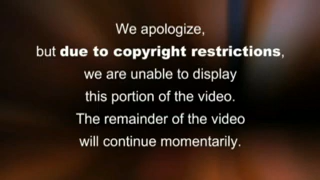 We apologize,
but due to copyright restrictions,
we are unable to display
this portion of the video.
The remainder of the video
will continue momentarily.